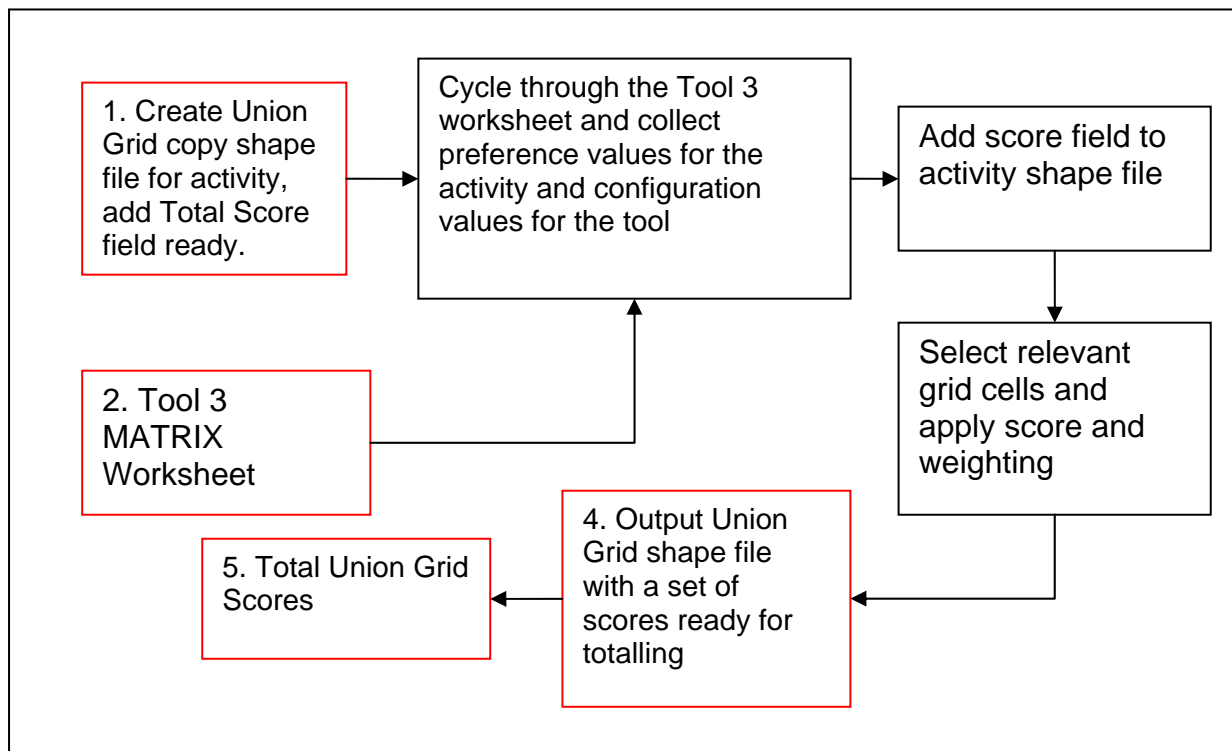 1. Create Union
Grid copy shape
file for activity,
add Total Score
field ready.
Cycle through the Tool 3
worksheet and collect
preference values for the
activity and configuration
values for the tool
Add score field to
activity shape file
2. Tool 3
MATRIX
Worksheet
Select relevant
grid cells and
apply score and
weighting
4. Output Union
Grid shape file
with a set of
scores ready for
totalling
5. Total Union Grid
Scores